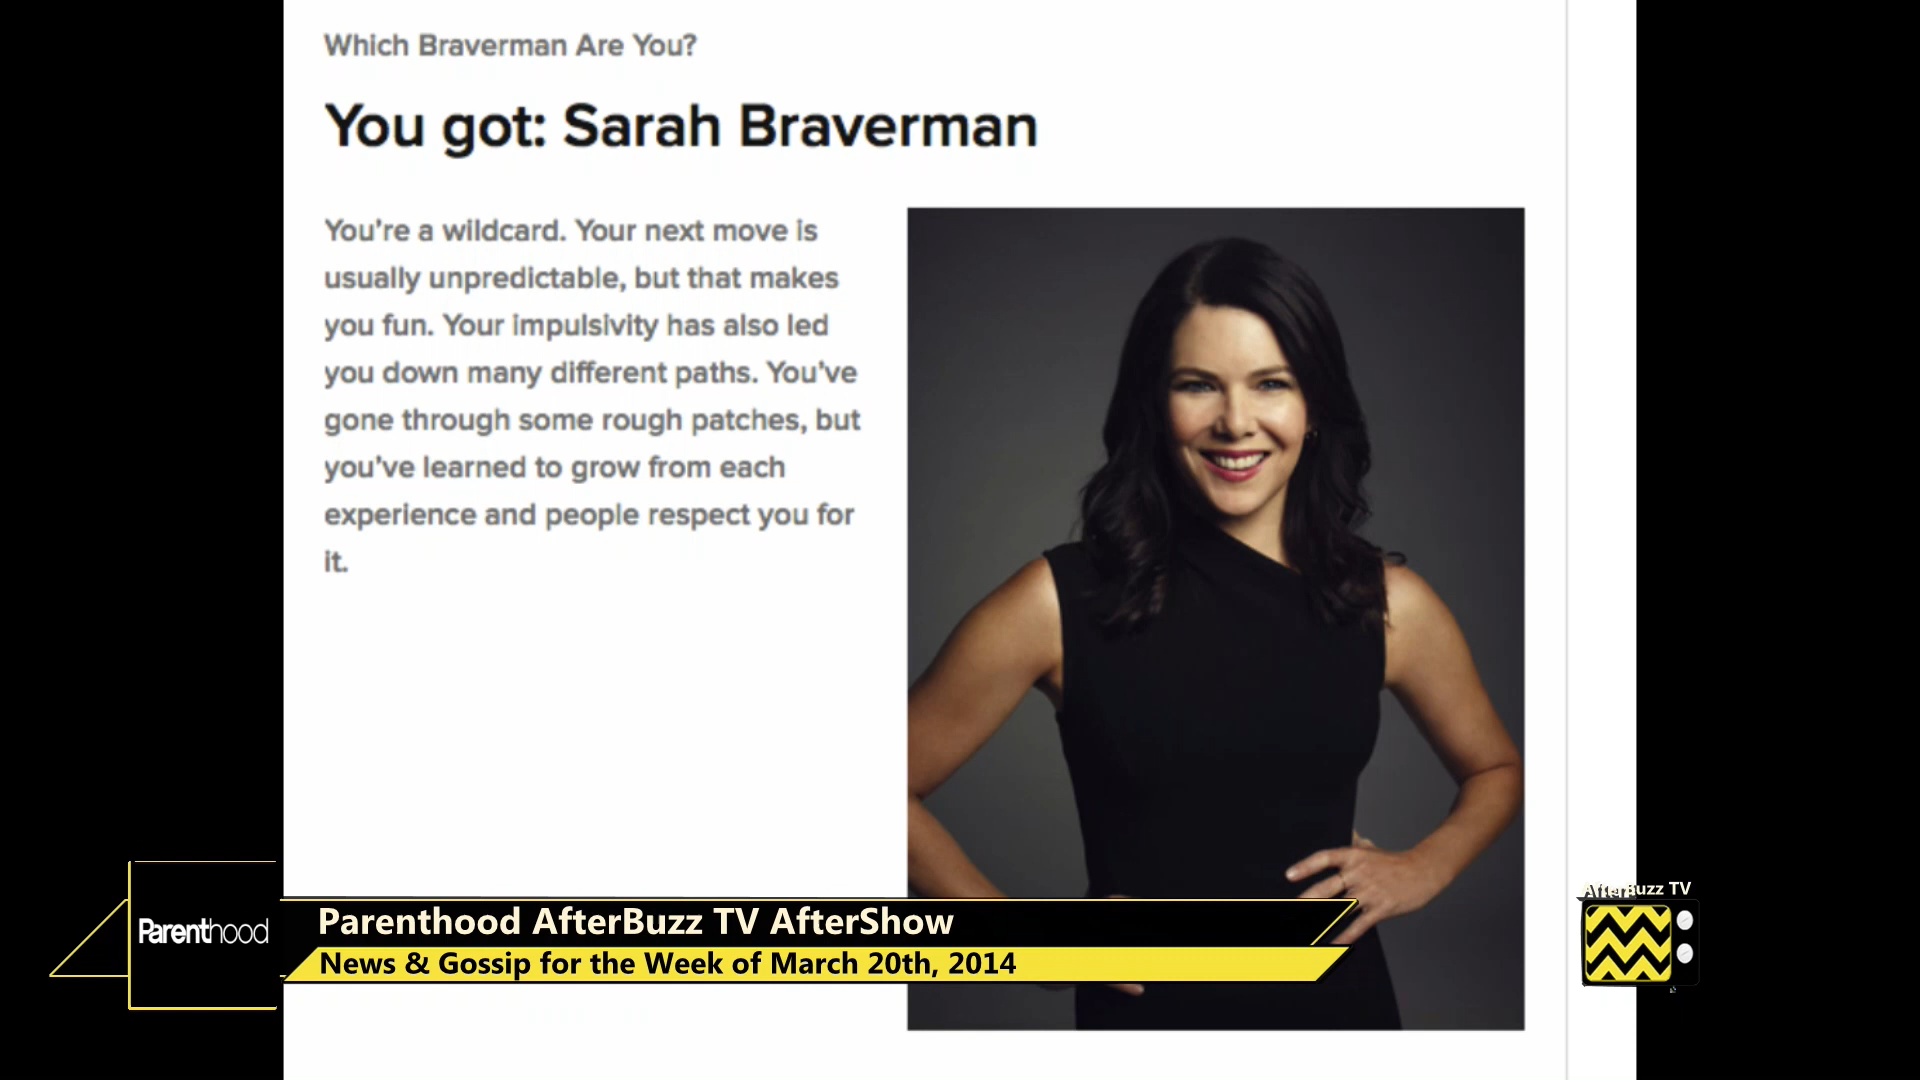 Which Braverman Are You?
You got: Sarah Braverman
You're a wildcard. Your next move is
usually unpredictable, but that makes
you fun. Your impulsivity has also led
you down many different paths. You've
gone through some rough patches, but
you've learned to grow from each
experience and people respect you for
it.
Parenthood
Parenthood AfterBuzz TV AfterShow
News & Gossip for the Week of March 20th, 2014
AfterBuzz TV